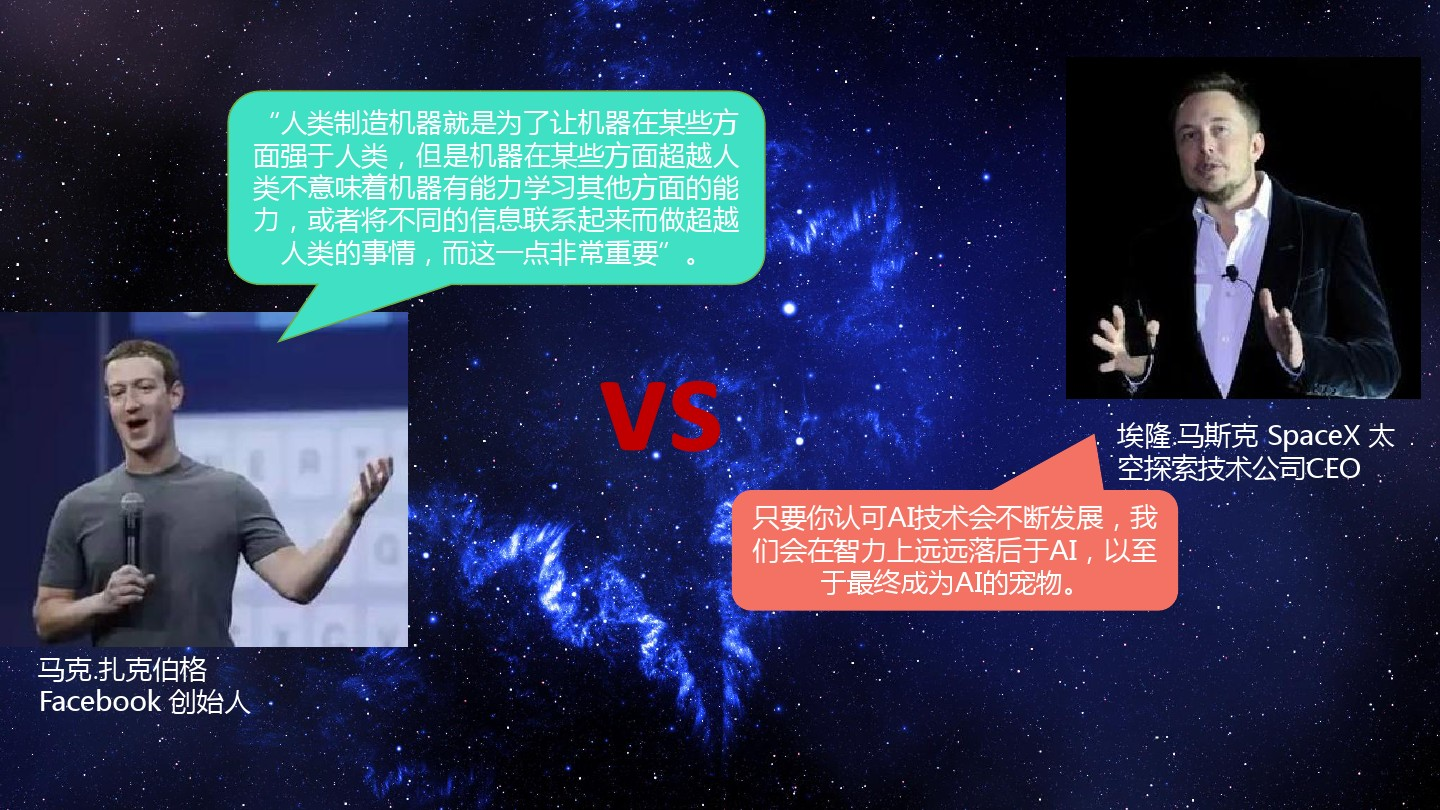 “人类制造机器就是为了让机器在某些方
面强于人类，但是机器在某些方面超越人
类不意味着机器有能力学习其他方面的能
力，或者将不同的信息联系起来而做超越
人类的事情，而这一点非常重要”。
VS
埃隆.马斯克 SpaceX 太
空探索技术公司CEO
只要你认可AI技术会不断发展，我
们会在智力上远远落后于AI，以至
于最终成为AI的宠物。
马克.扎克伯格
Facebook 创始人